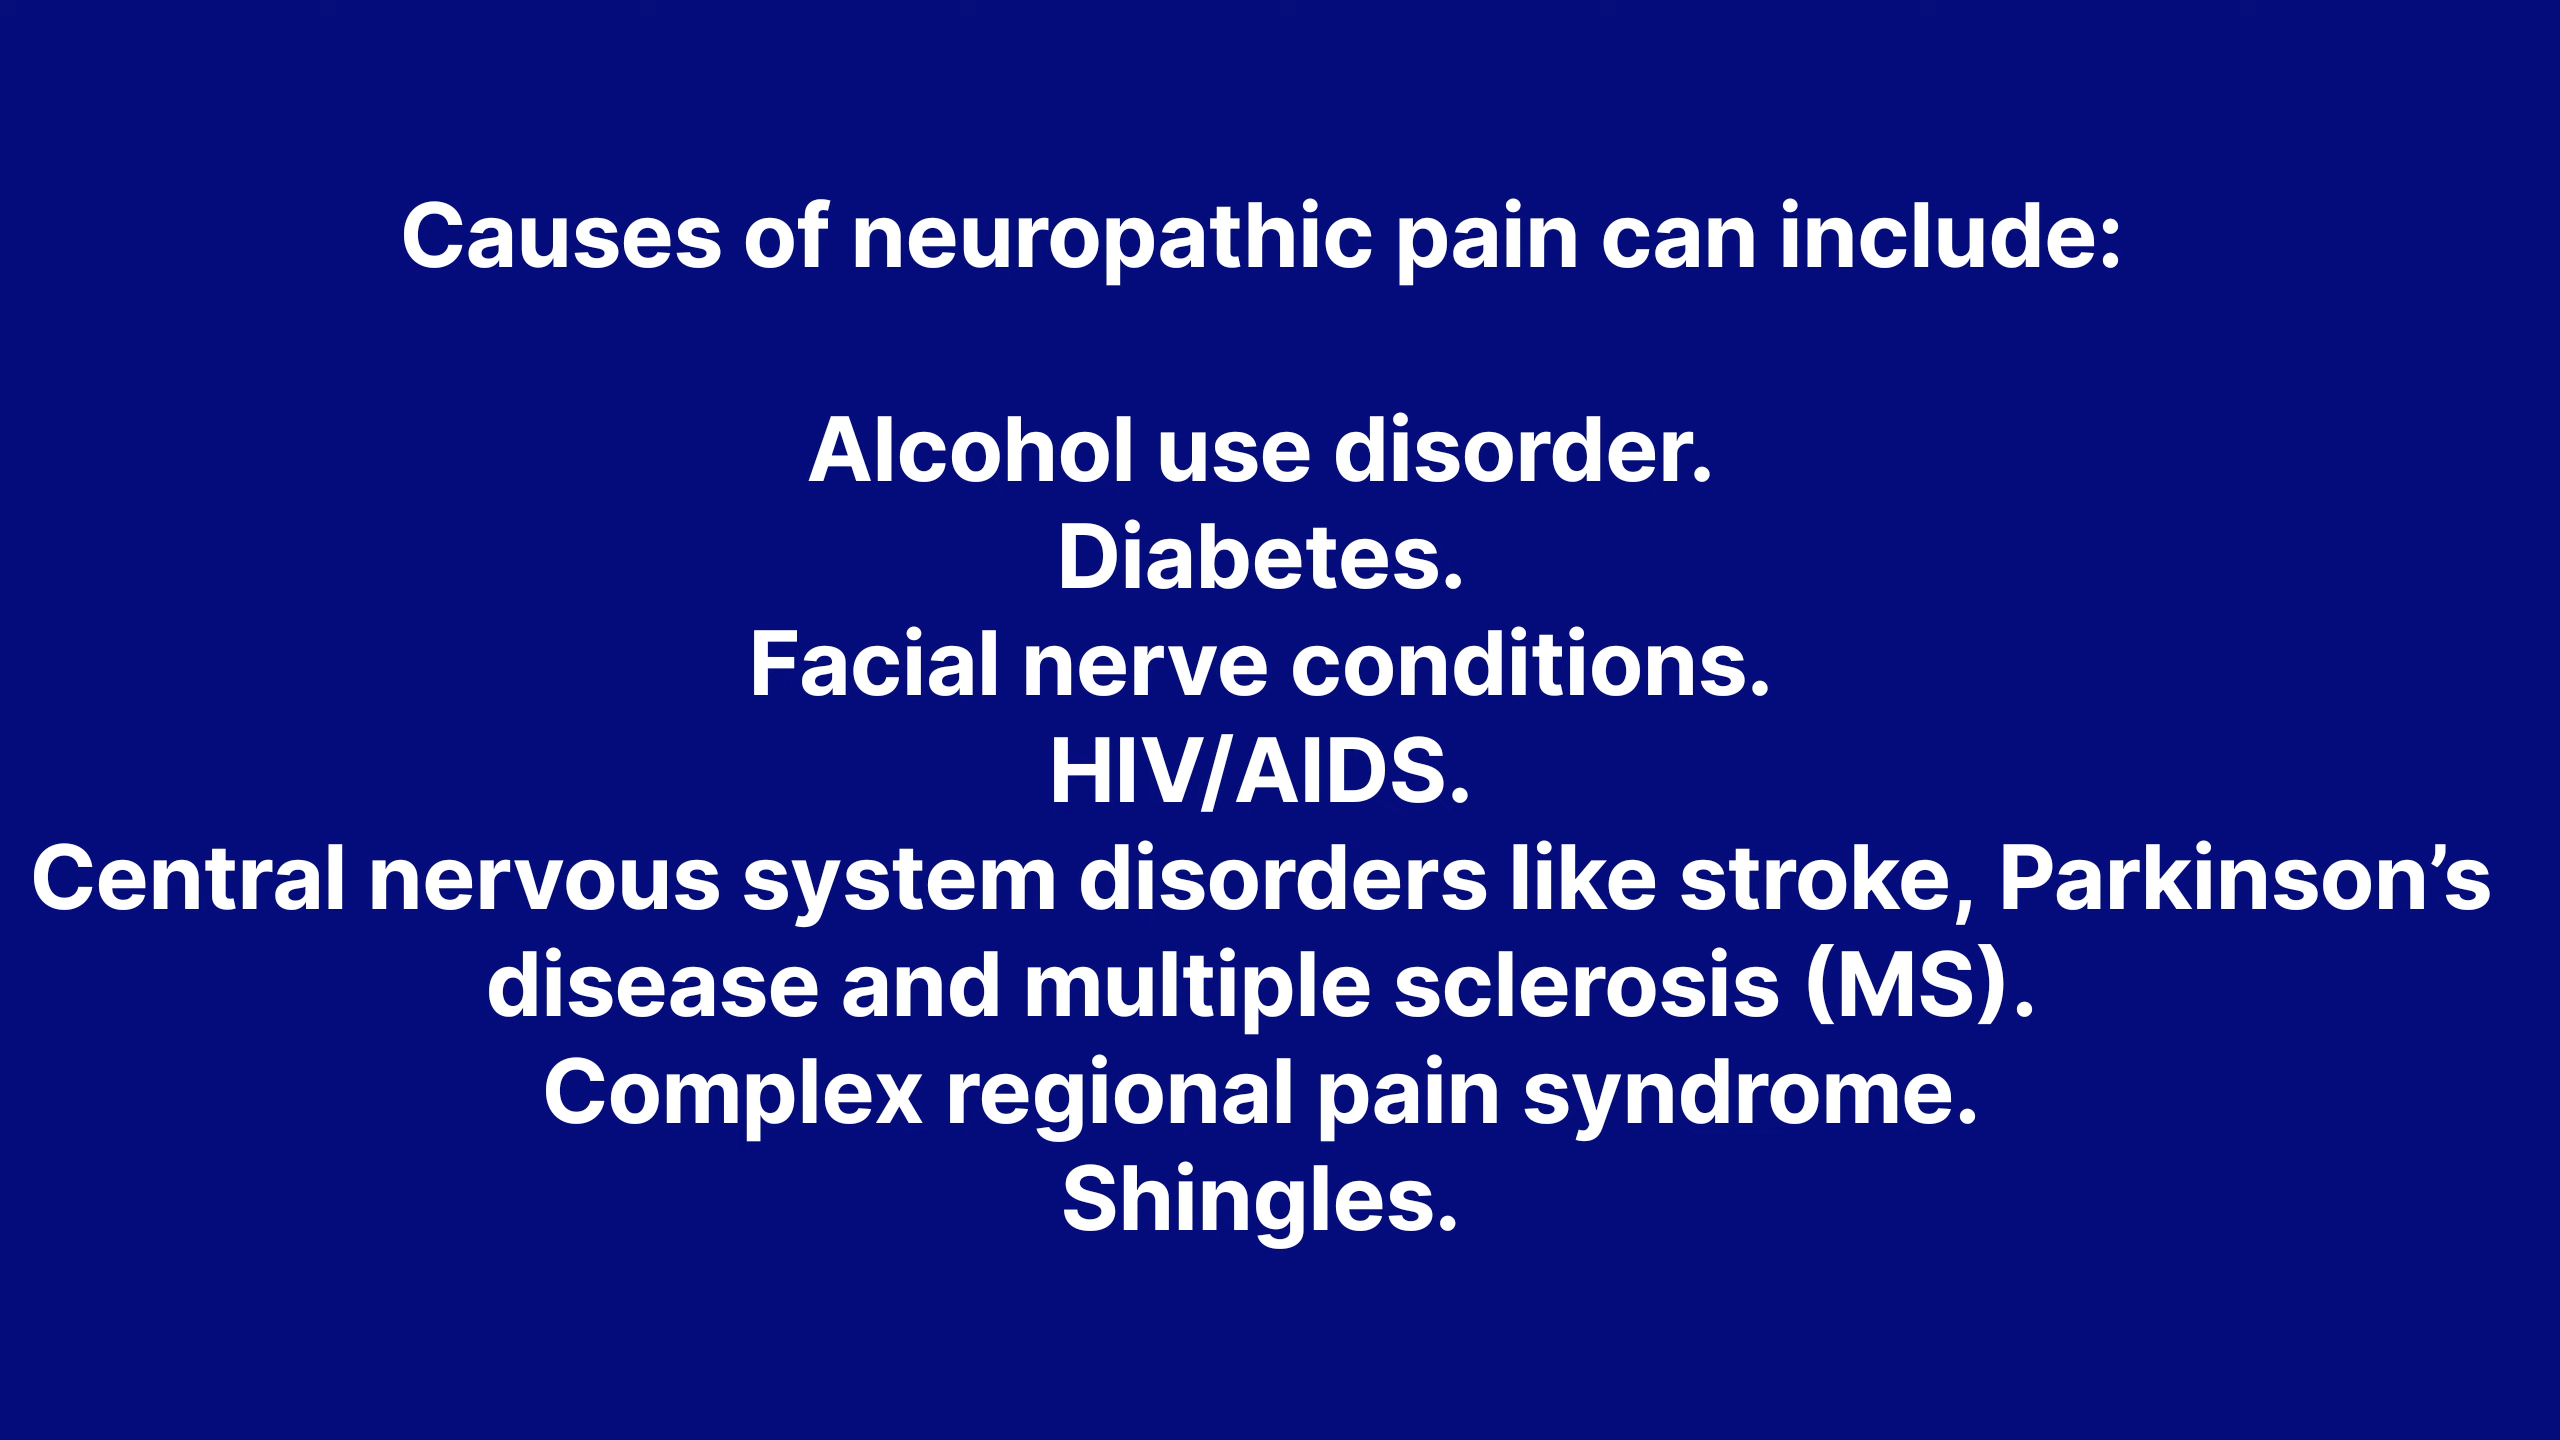 Causes of neuropathic pain can include:
Alcohol use disorder.
Diabetes.
Facial nerve conditions.
HIV/AIDS.
Central nervous system disorders like stroke, Parkinson’s
disease and multiple sclerosis (MS).
Complex regional pain syndrome.
Shingles.